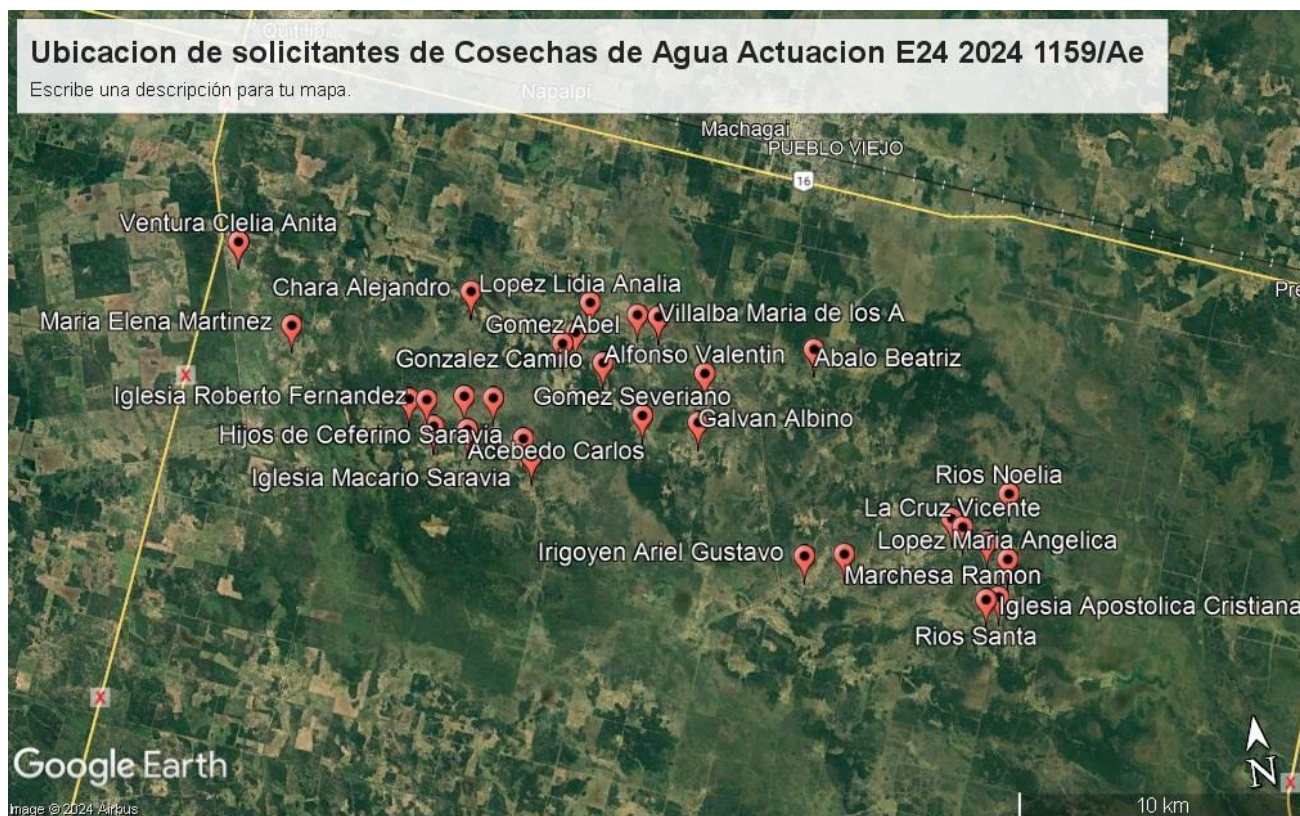 Quitilipi
Ubicacion de solicitantes de Cosechas de Agua Actuacion E24 2024 1159/Ae
Escribe una descripción para tu mapa.
Napalpí
Machagai
PUEBLO VIEJO
16
Ventura Clelia Anita
Chara Alejandro
Lopez Lidia Analia
Maria Elena Martinez
Gomez Abel
Villalba Maria de los A
Gonzalez Camilo
Alfonso Valentin
Abalo Beatriz
Pre
X
Iglesia Roberto Fernandez
Gomez Severiano
Galvan Albino
Hijos de Ceferino Saravia
Acebedo Carlos
Iglesia Macario Saravia
Rios Noelia
La Cruz Vicente
Lopez Maria Angelica
Irigoyen Ariel Gustavo
Marchesa Ramon
Iglesia Apostolica Cristiana
Rios Santa
X
Google Earth
N
X
Image © 2024 Airbus
10 km